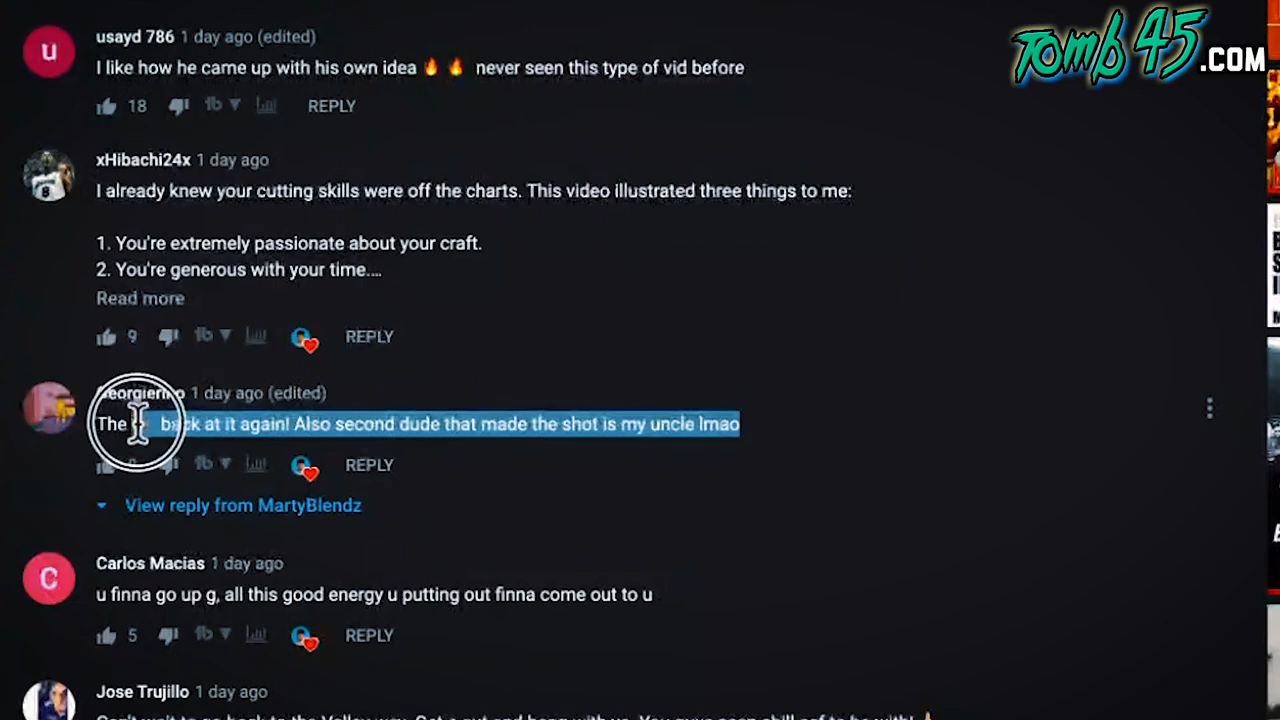 TOMB 45.COM
usayd 786 1 day ago (edited)
I like how he came up with his own idea 🔥 🔥 never seen this type of vid before
18 REPLY
xHibachi24x 1 day ago
I already knew your cutting skills were off the charts. This video illustrated three things to me:
1. You're extremely passionate about your craft.
2. You're generous with your time....
Read more
9 REPLY
1 day ago (edited)
The back at it again! Also second dude that made the shot is my uncle lmao
REPLY
View reply from MartyBlendz
C
Carlos Macias 1 day ago
u finna go up g, all this good energy u putting out finna come out to u
5 REPLY
Jose Trujillo 1 day ago